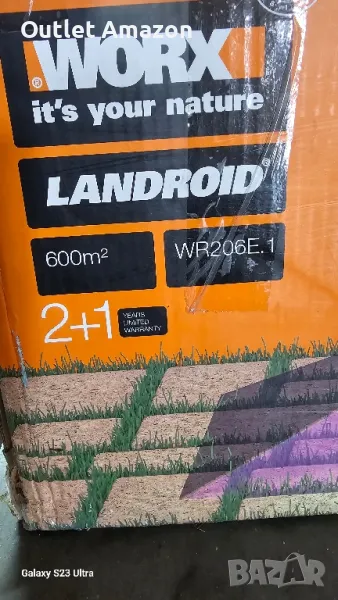 Outlet Amazon
WORX®
it's your nature
LANDROID®
600m²
WR206E.1
2+1 YEARS
LIMITED
WARRANTY
Galaxy S23 Ultra
BAZAR